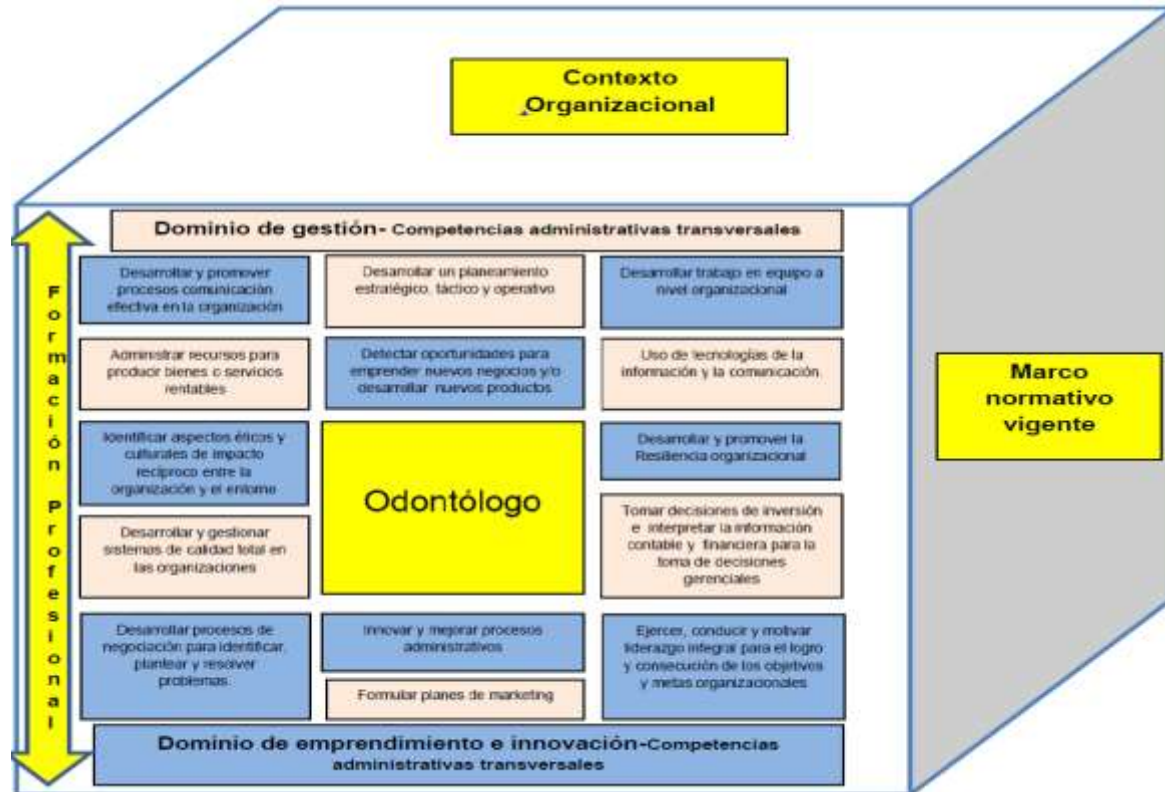 Contexto
Organizacional
Dominio de gestión- Competencias administrativas transversales
Desarrollar y promover
procesos comunicación
efectiva en la organización
Desarrollar un planeamiento
estratégico, táctico y operativo
Desarrollar trabajo en equipo a
nivel organizacional
Administrar recursos para
producir bienes o servicios
rentables
Detectar oportunidades para
emprender nuevos negocios y/o
desarrollar nuevos productos
Uso de tecnologías de la
información y la comunicación.
Identificar aspectos éticos y
culturales de impacto
recíproco entre la
organización y el entorno
Odontólogo
Desarrollar y promover la
Resiliencia organizacional
Desarrollar y gestionar
sistemas de calidad total en
las organizaciones
Tomar decisiones de inversión
e interpretar la información
contable y financiera para la
toma de decisiones
gerenciales
Desarrollar procesos de
negociación para identificar,
plantear y resolver
problemas.
Innovar y mejorar procesos
administrativos
Formular planes de marketing
Ejercer, conducir y motivar
liderazgo integral para el logro
y consecución de los objetivos
y metas organizacionales
Dominio de emprendimiento e innovación-Competencias
administrativas transversales
Formación Profesional
Marco
normativo
vigente